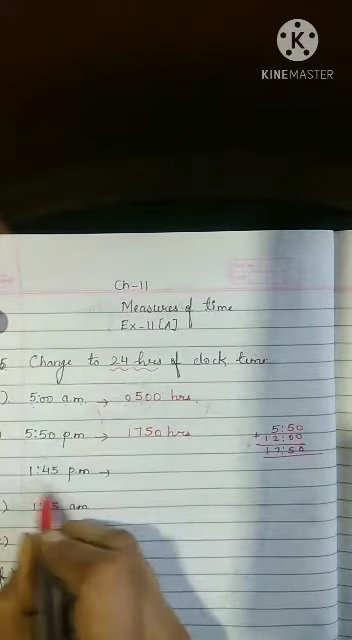 KINEMASTER
Ch-11
Measures of time
Ex-11[A]
5 Change to 24 hrs of clock time
) 5:00 a.m. → 0500 hrs.
5:50 p.m → 1750 hrs
5:50
+ 12:00
17:50
1:45 p.m →
am